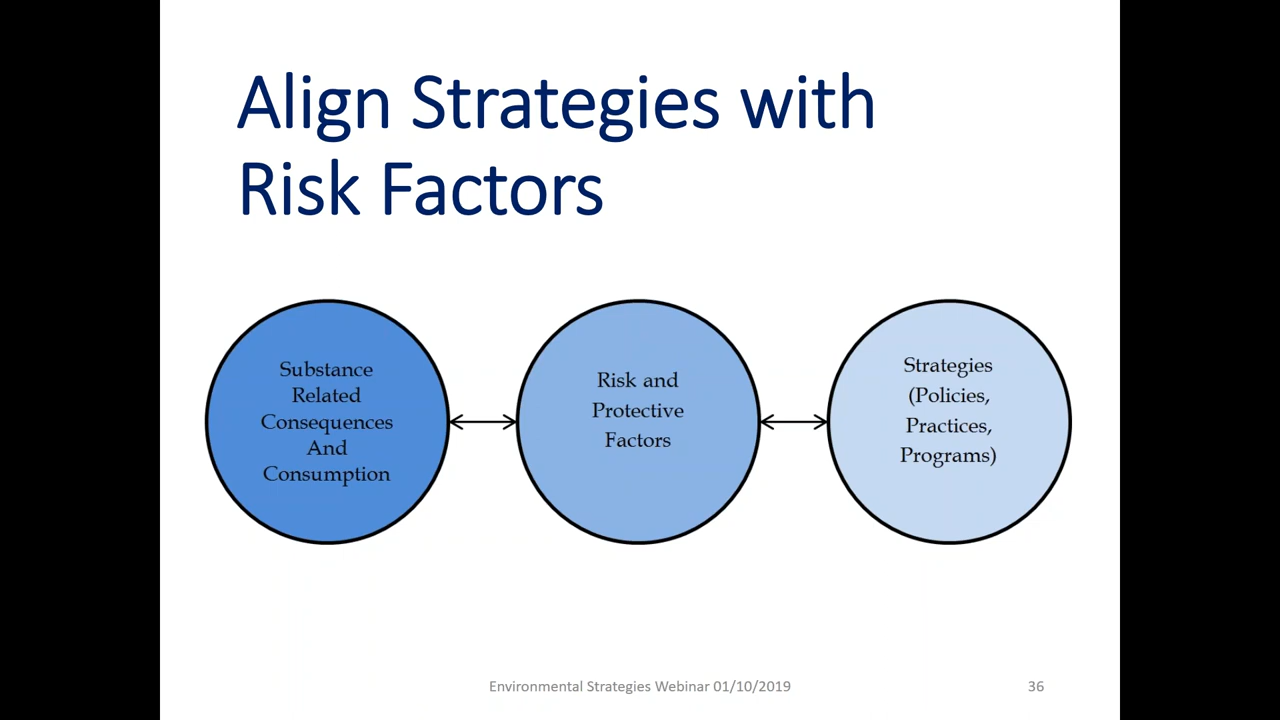 Align Strategies with
Risk Factors
Substance
Related
Consequences
And
Consumption
Risk and
Protective
Factors
Strategies
(Policies,
Practices,
Programs)
Environmental Strategies Webinar 01/10/2019
36